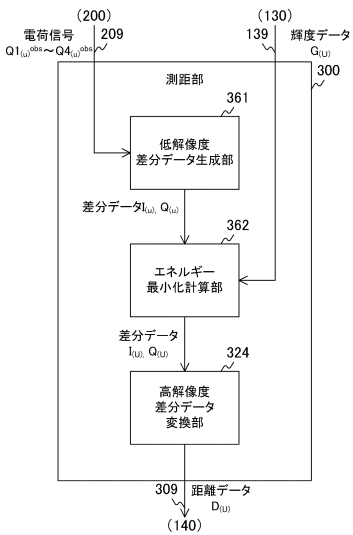 (200)
(130)
電荷信号
209
139
輝度データ
Q1(u)obs～Q4(u)obs
G(U)
300
測距部
361
低解像度
差分データ生成部
差分データI(u), Q(u)
362
エネルギー
最小化計算部
差分データ
I(U), Q(U)
324
高解像度
差分データ
変換部
309
距離データ
D(U)
(140)